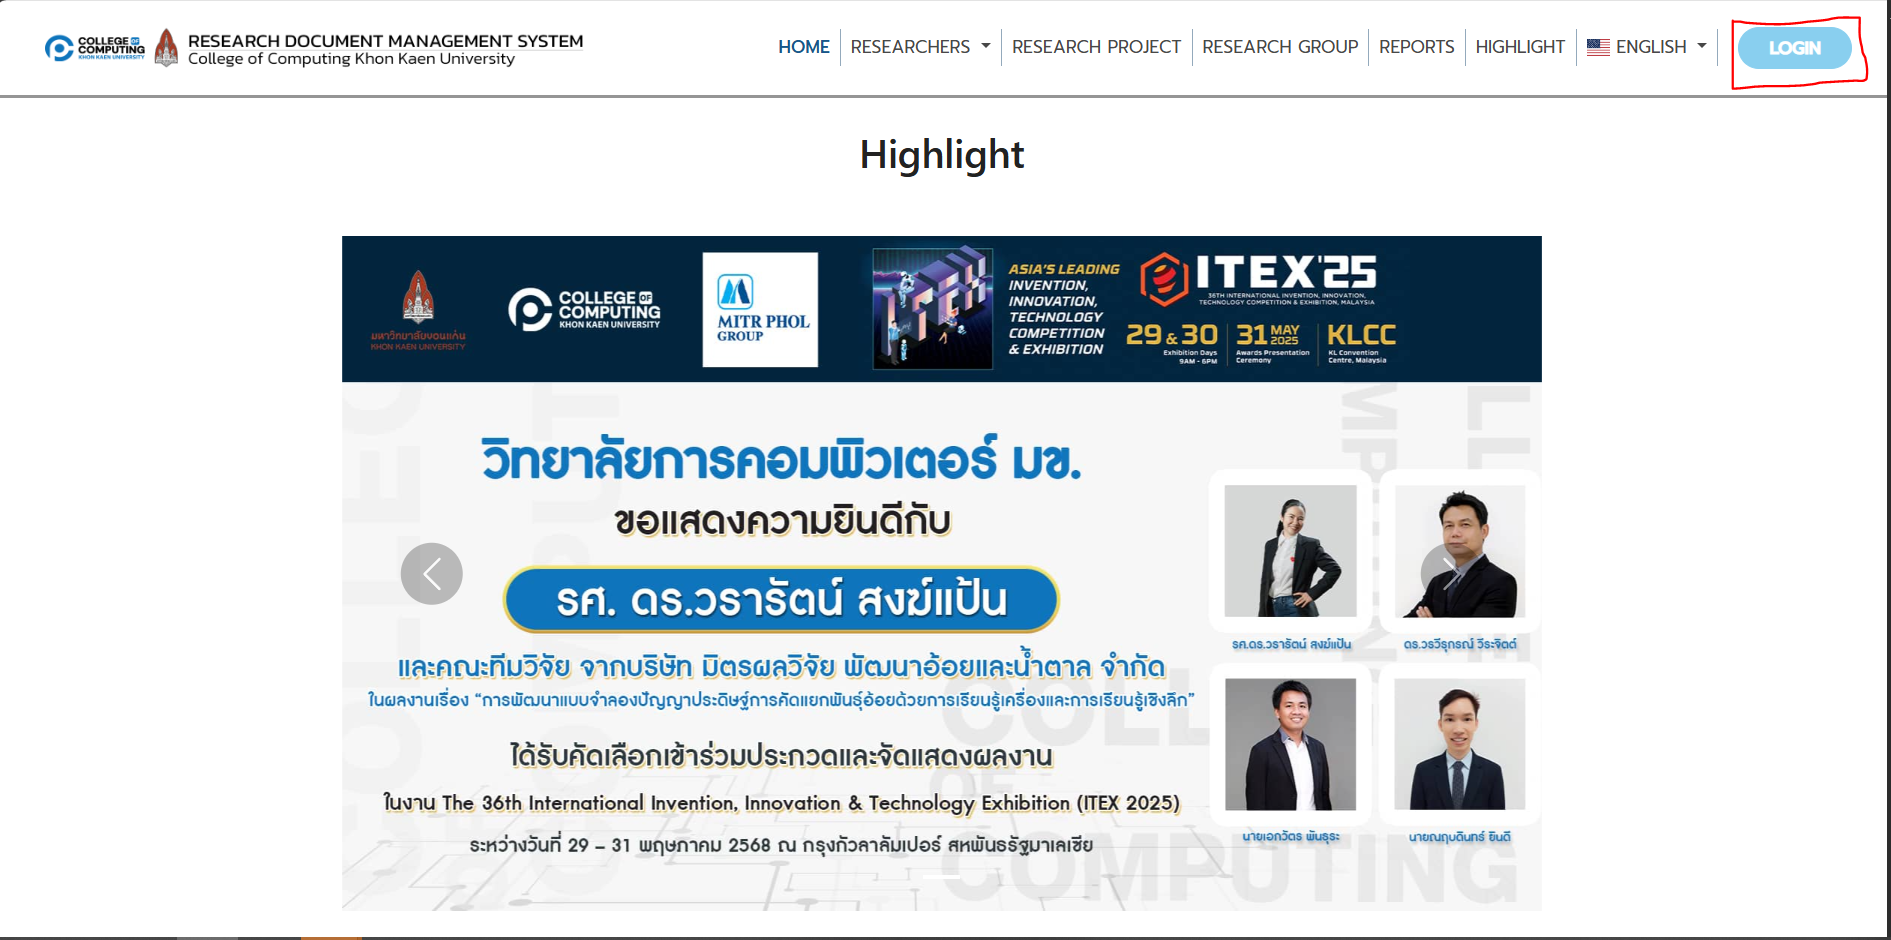 COLLEGE OF
COMPUTING
KHON KAEN UNIVERSITY
RESEARCH DOCUMENT MANAGEMENT SYSTEM
College of Computing Khon Kaen University
HOME
RESEARCHERS
RESEARCH PROJECT
RESEARCH GROUP
REPORTS
HIGHLIGHT
ENGLISH
LOGIN
Highlight
มหาวิทยาลัยขอนแก่น
KHON KAEN UNIVERSITY
COLLEGE OF
COMPUTING
KHON KAEN UNIVERSITY
MITR PHOL
GROUP
ITEX
ASIA'S LEADING
INVENTION,
INNOVATION,
TECHNOLOGY
COMPETITION
& EXHIBITION
ITEX'25
36TH INTERNATIONAL INVENTION, INNOVATION,
TECHNOLOGY COMPETITION & EXHIBITION, MALAYSIA
29 & 30
Exhibition Days
9AM - 6PM
31 MAY 2025
Awards Presentation
Ceremony
KLCC
KL Convention
Centre, Malaysia
วิทยาลัยการคอมพิวเตอร์ มข.
ขอแสดงความยินดีกับ
รศ. ดร.วรารัตน์ สงฆ์แป้น
และคณะทีมวิจัย จากบริษัท มิตรผลวิจัย พัฒนาอ้อยและน้ำตาล จำกัด
ในผลงานเรื่อง “การพัฒนาแบบจำลองปัญญาประดิษฐ์การคัดแยกพันธุ์อ้อยด้วยการเรียนรู้เครื่องและการเรียนรู้เชิงลึก”
ได้รับคัดเลือกเข้าร่วมประกวดและจัดแสดงผลงาน
ในงาน The 36th International Invention, Innovation & Technology Exhibition (ITEX 2025)
ระหว่างวันที่ 29 – 31 พฤษภาคม 2568 ณ กรุงกัวลาลัมเปอร์ สหพันธรัฐมาเลเซีย
รศ.ดร.วรารัตน์ สงฆ์แป้น
ดร.วรวีรุกรณ์ วีระจิตต์
นายเอกวัตร พันธุระ
นายณฤบดินทร์ ยินดี
COLLEGE
OF
COMPUTING